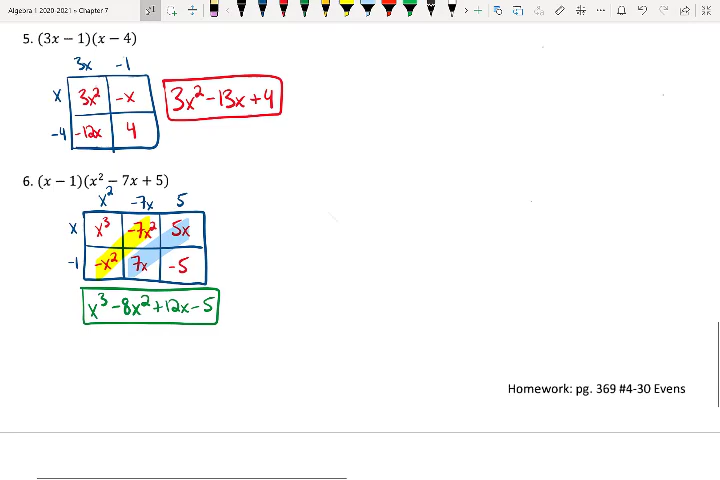 Algebra 1 2020-2021 › Chapter 7
5. (3x − 1)(x − 4)
3x -1
x 3x² -x
-4 -12x 4
3x² - 13x + 4
6. (x − 1)(x² − 7x + 5)
x² -7x 5
x x³ -7x² 5x
-1 -x² 7x -5
x³ - 8x² + 12x - 5
Homework: pg. 369 #4-30 Evens